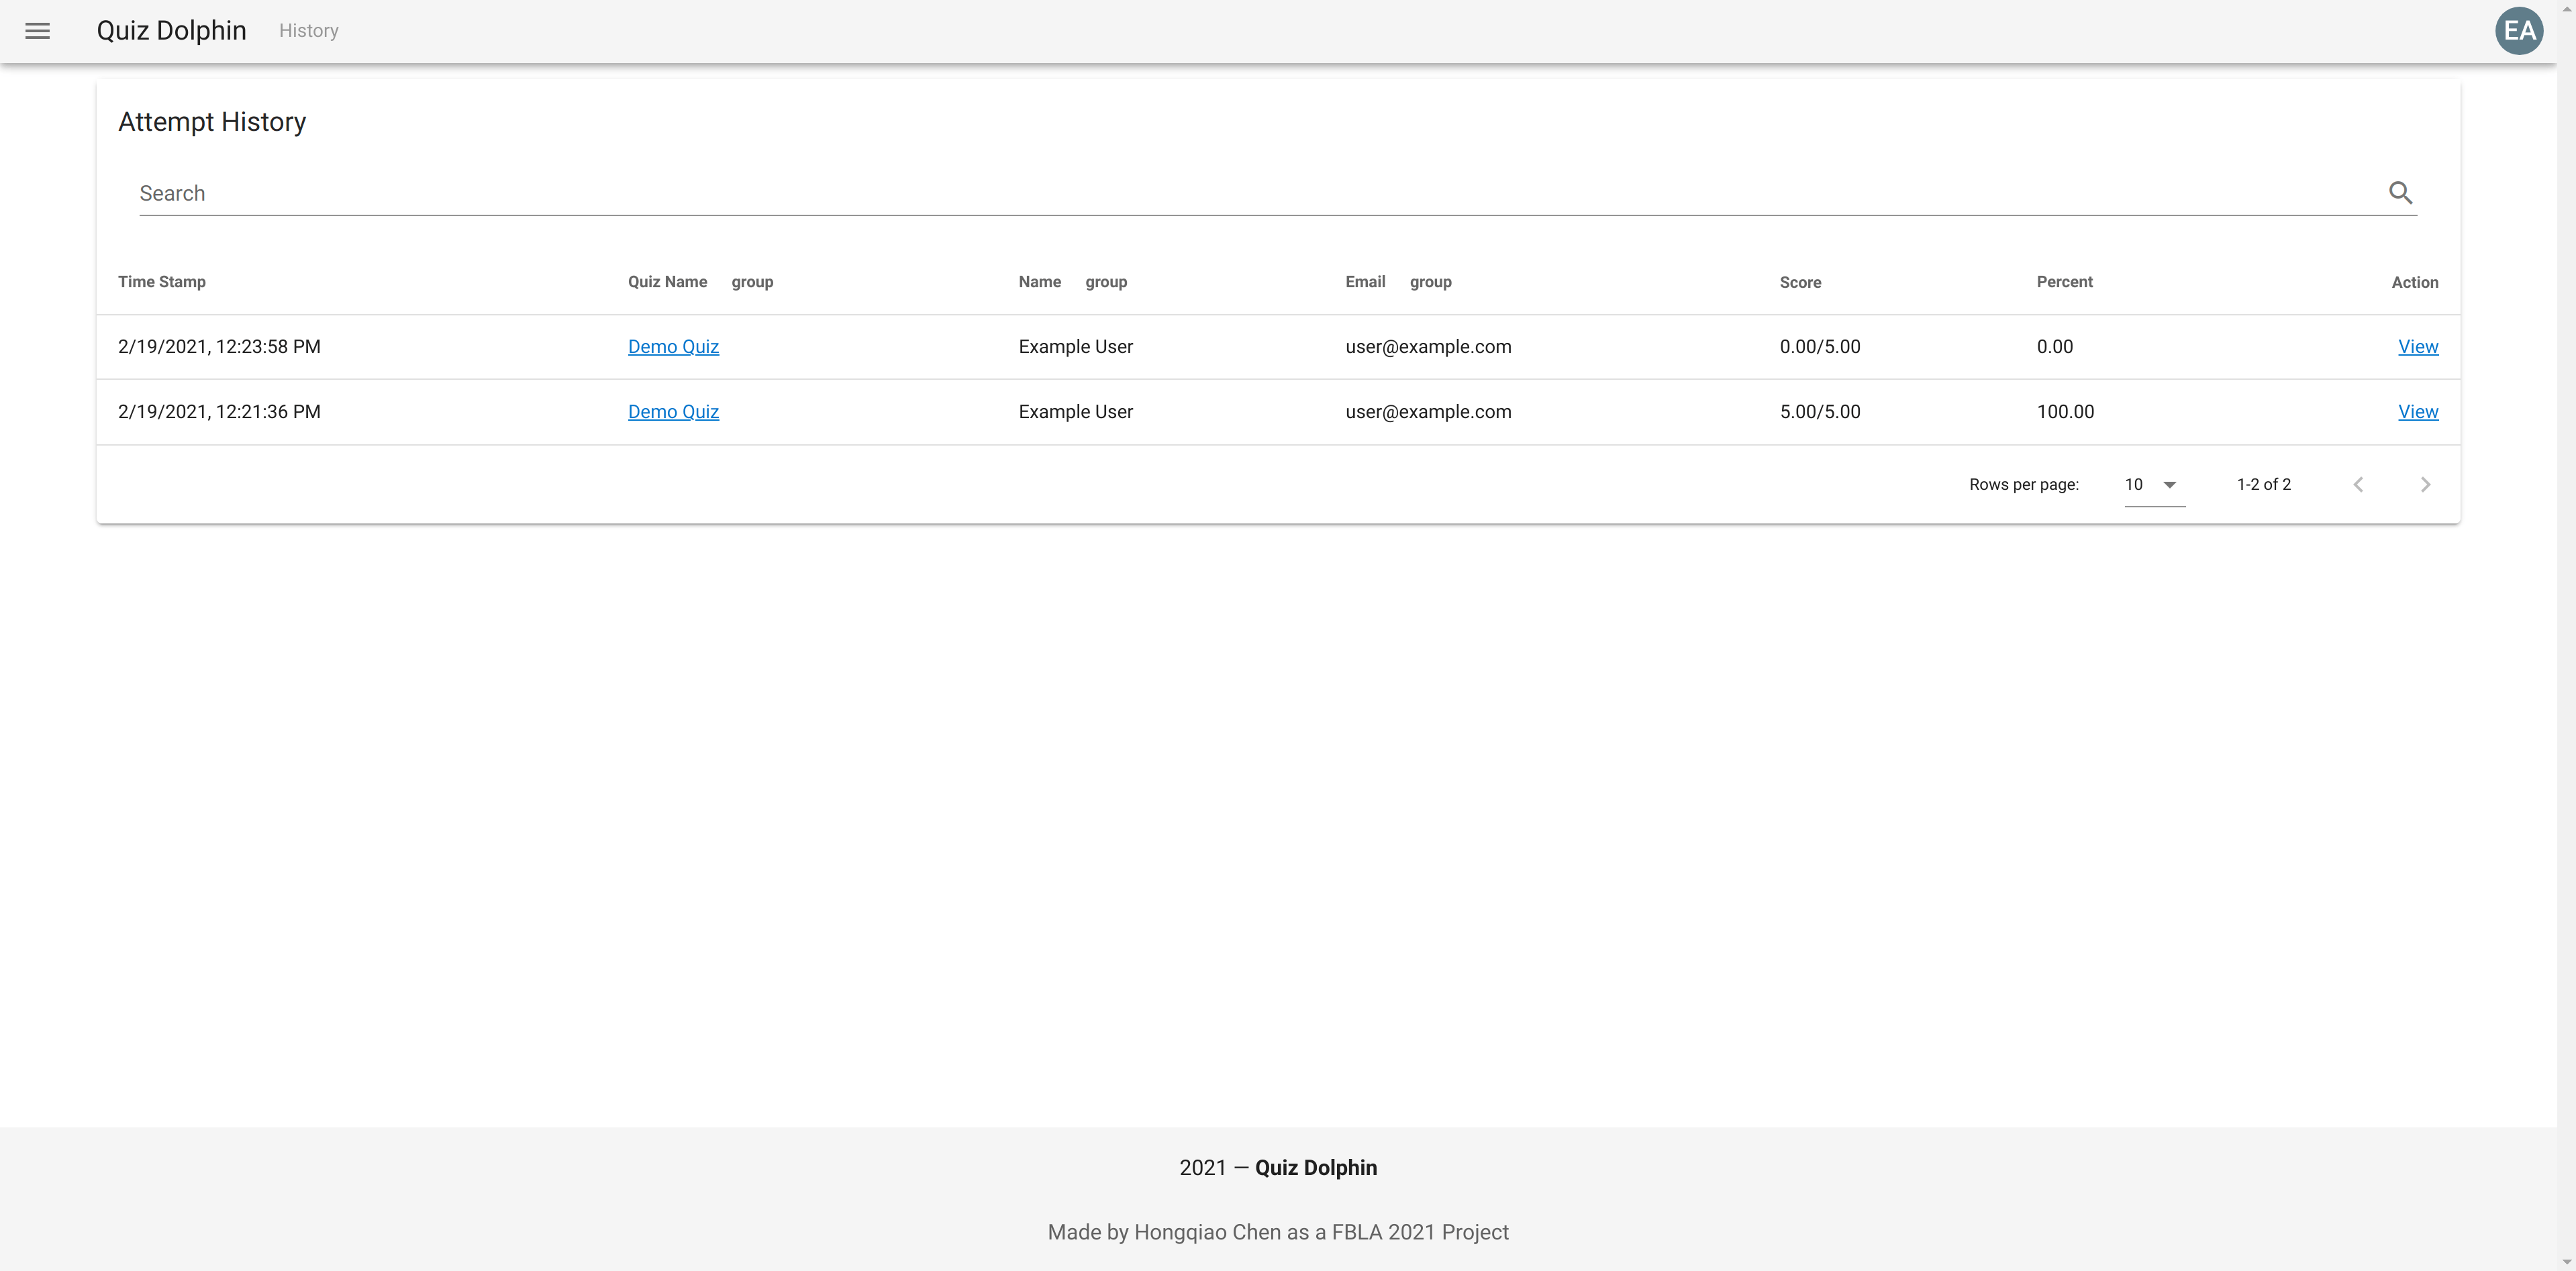 Quiz Dolphin History EA
Attempt History
Search
Time Stamp Quiz Name group Name group Email group Score Percent Action
2/19/2021, 12:23:58 PM Demo Quiz Example User user@example.com 0.00/5.00 0.00 View
2/19/2021, 12:21:36 PM Demo Quiz Example User user@example.com 5.00/5.00 100.00 View
Rows per page: 10 1-2 of 2
2021 — Quiz Dolphin
Made by Hongqiao Chen as a FBLA 2021 Project